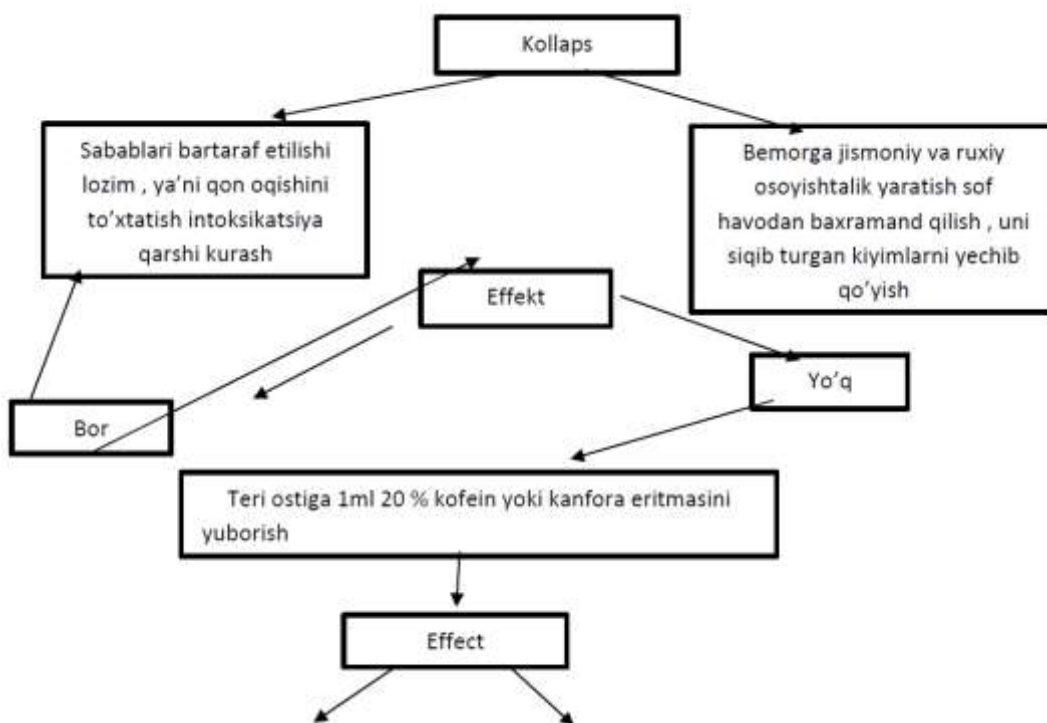 Kollaps
Sabablari bartaraf etilishi
lozim , ya’ni qon oqishini
to’xtatish intoksikatsiya
qarshi kurash
Bemorga jismoniy va ruxiy
osoyishtalik yaratish sof
havodan baxramand qilish , uni
siqib turgan kiyimlarni yechib
qo’yish
Effekt
Yo’q
Bor
Teri ostiga 1ml 20 % kofein yoki kanfora eritmasini
yuborish
Effect